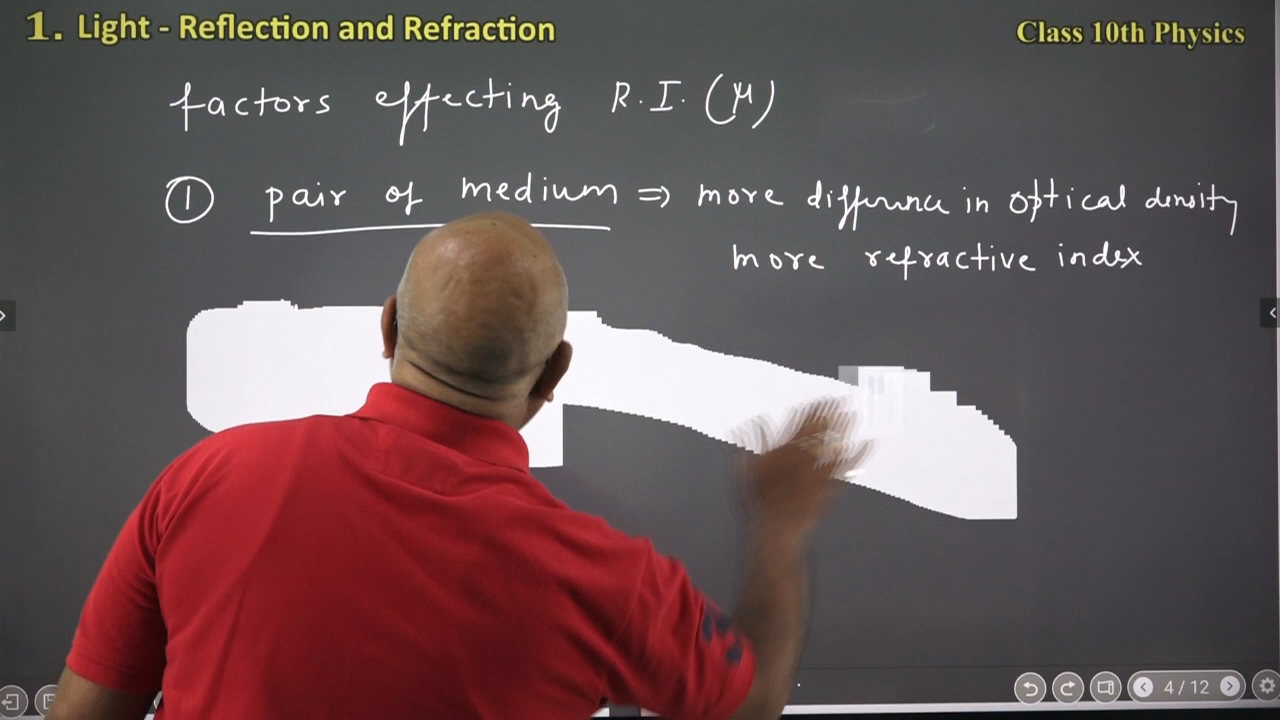 1. Light - Reflection and Refraction
Class 10th Physics
factors effecting R.I. (μ)
① pair of medium ⇒ more difference in optical density
more refractive index
4 / 12